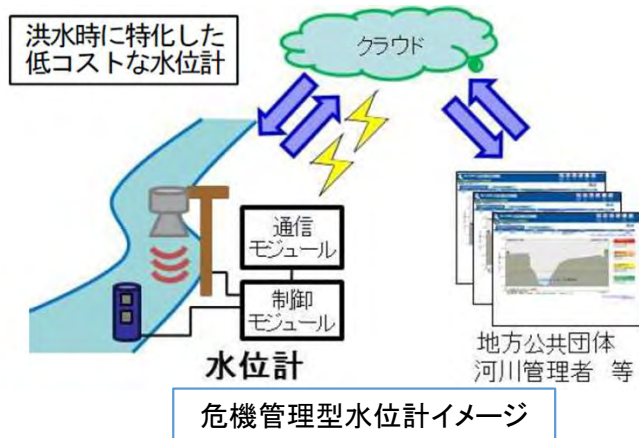 洪水時に特化した
低コストな水位計
クラウド
通信
モジュール
制御
モジュール
水位計
地方公共団体
河川管理者 等
危機管理型水位計イメージ